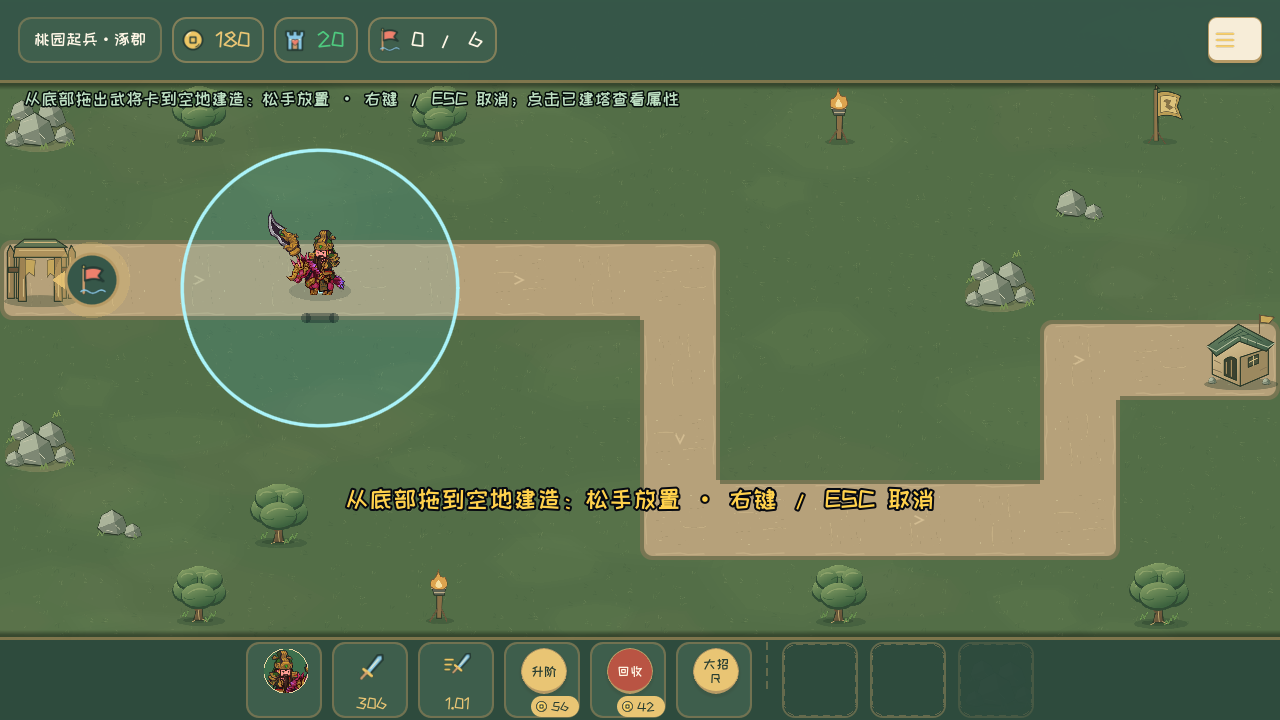 桃园起兵·涿郡
180
20
0 / 6
从底部拖出武将卡到空地建造：松手放置 · 右键 / ESC 取消；点击已建塔查看属性
从底部拖到空地建造：松手放置 · 右键 / ESC 取消
306
1.01
升阶
56
回收
42
大招
R